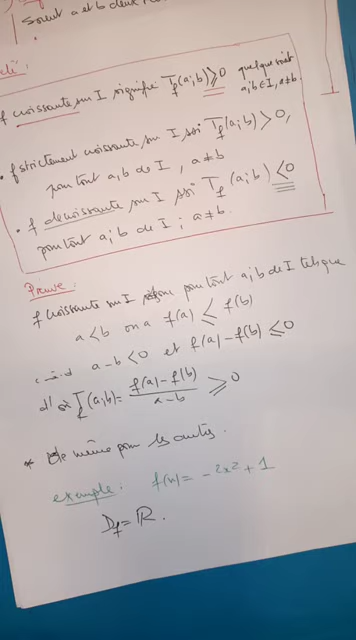 Soient a et b deux
f croissante sur I signifie T_f(a;b) ⩾ 0 quelque soit
a;b ∈ I, a≠b
• f strictement croissante sur I ssi T_f(a;b) > 0,
pour tout a,b de I, a≠b
• f decroissante sur I ssi T_f(a;b) ⩽ 0
pour tout a;b de I; a≠b.
Preuve:
f croissante sur I pour tout a;b de I tels que
a<b on a f(a) ⩽ f(b)
c-à-d a-b<0 et f(a)-f(b) ⩽ 0
d'où T_f(a;b) = (f(a)-f(b))/(a-b) ⩾ 0
* De même pour les autres.
exemple: f(x) = -2x² + 1
D_f = ℝ.